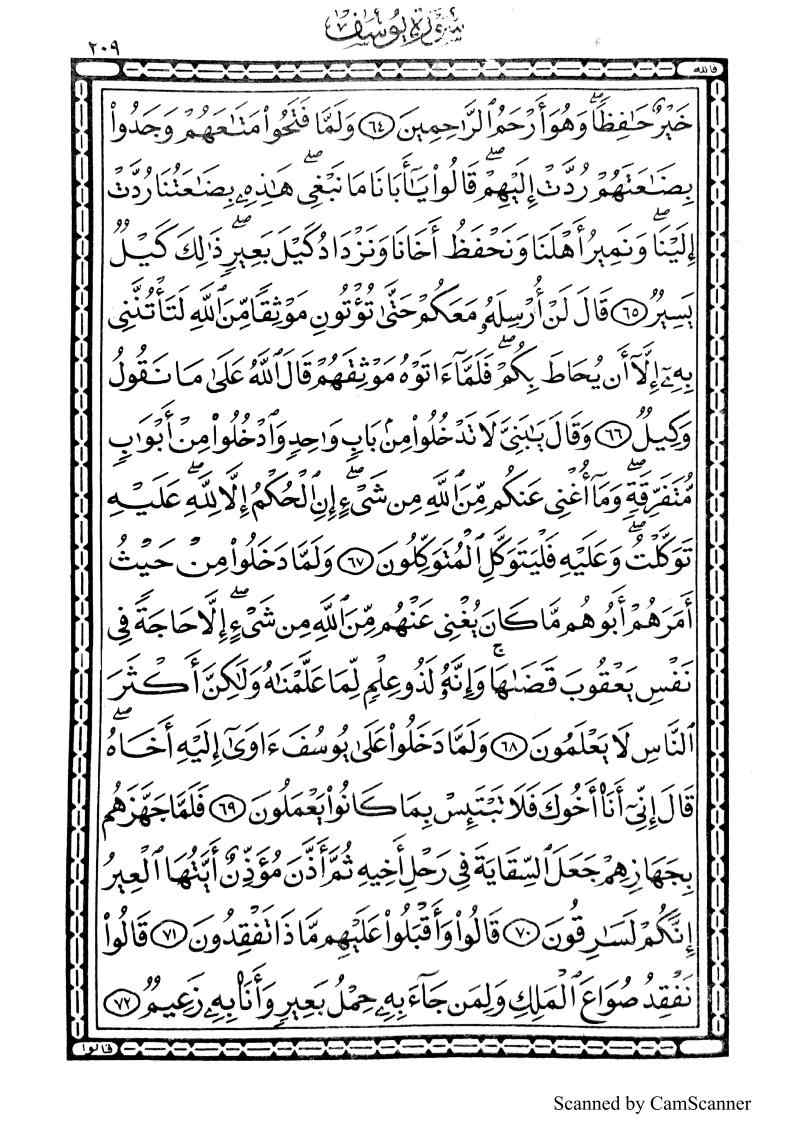 سورة يوسف
٢٠٩
فالله
خَيْرٌ حَٰفِظًا ۖ وَهُوَ أَرْحَمُ ٱلرَّٰحِمِينَ ٦٤ وَلَمَّا فَتَحُوا۟ مَتَٰعَهُمْ وَجَدُوا۟
بِضَٰعَتَهُمْ رُدَّتْ إِلَيْهِمْ ۖ قَالُوا۟ يَٰٓأَبَانَا مَا نَبْغِى ۖ هَٰذِهِۦ بِضَٰعَتُنَا رُدَّتْ
إِلَيْنَا ۖ وَنَمِيرُ أَهْلَنَا وَنَحْفَظُ أَخَانَا وَنَزْدَادُ كَيْلَ بَعِيرٍ ۖ ذَٰلِكَ كَيْلٌ
يَسِيرٌ ٦٥ قَالَ لَنْ أُرْسِلَهُۥ مَعَكُمْ حَتَّىٰ تُؤْتُونِ مَوْثِقًا مِّنَ ٱللَّهِ لَتَأْتُنَّنِى
بِهِۦٓ إِلَّآ أَن يُحَاطَ بِكُمْ ۖ فَلَمَّآ ءَاتَوْهُ مَوْثِقَهُمْ قَالَ ٱللَّهُ عَلَىٰ مَا نَقُولُ
وَكِيلٌ ٦٦ وَقَالَ يَٰبَنِىَّ لَا تَدْخُلُوا۟ مِنۢ بَابٍ وَٰحِدٍ وَٱدْخُلُوا۟ مِنْ أَبْوَٰبٍ
مُّتَفَرِّقَةٍ ۖ وَمَآ أُغْنِى عَنكُم مِّنَ ٱللَّهِ مِن شَىْءٍ ۖ إِنِ ٱلْحُكْمُ إِلَّا لِلَّهِ ۖ عَلَيْهِ
تَوَكَّلْتُ ۖ وَعَلَيْهِ فَلْيَتَوَكَّلِ ٱلْمُتَوَكِّلُونَ ٦٧ وَلَمَّا دَخَلُوا۟ مِنْ حَيْثُ
أَمَرَهُمْ أَبُوهُم مَّا كَانَ يُغْنِى عَنْهُم مِّنَ ٱللَّهِ مِن شَىْءٍ إِلَّا حَاجَةً فِى
نَفْسِ يَعْقُوبَ قَضَىٰهَا ۚ وَإِنَّهُۥ لَذُو عِلْمٍ لِّمَا عَلَّمْنَٰهُ وَلَٰكِنَّ أَكْثَرَ
ٱلنَّاسِ لَا يَعْلَمُونَ ٦٨ وَلَمَّا دَخَلُوا۟ عَلَىٰ يُوسُفَ ءَاوَىٰٓ إِلَيْهِ أَخَاهُ ۖ
قَالَ إِنِّىٓ أَنَا۠ أَخُوكَ فَلَا تَبْتَئِسْ بِمَا كَانُوا۟ يَعْمَلُونَ ٦٩ فَلَمَّا جَهَّزَهُم
بِجَهَازِهِمْ جَعَلَ ٱلسِّقَايَةَ فِى رَحْلِ أَخِيهِ ثُمَّ أَذَّنَ مُؤَذِّنٌ أَيَّتُهَا ٱلْعِيرُ
إِنَّكُمْ لَسَٰرِقُونَ ٧٠ قَالُوا۟ وَأَقْبَلُوا۟ عَلَيْهِم مَّاذَا تَفْقِدُونَ ٧١ قَالُوا۟
نَفْقِدُ صُوَاعَ ٱلْمَلِكِ وَلِمَن جَآءَ بِهِۦ حِمْلُ بَعِيرٍ وَأَنَا۠ بِهِۦ زَعِيمٌ ٧٢
قالوا
Scanned by CamScanner